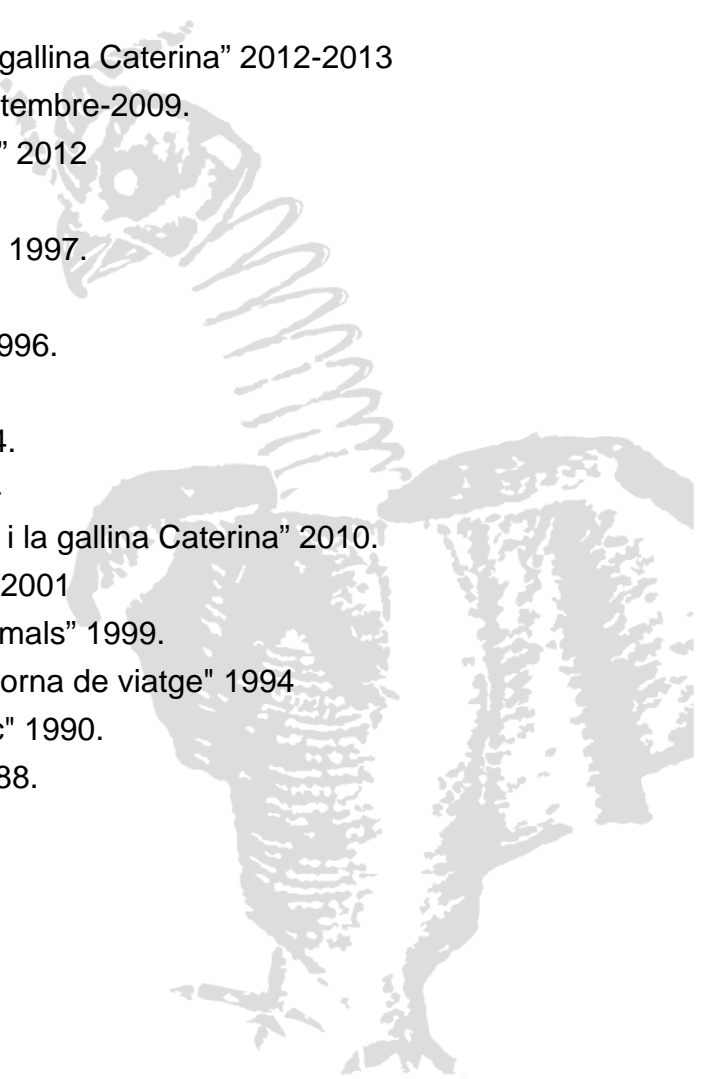 gallina Caterina” 2012-2013
tembre-2009.
” 2012
1997.
996.
4.
.
i la gallina Caterina” 2010.
2001
mals” 1999.
orna de viatge" 1994
c" 1990.
88.